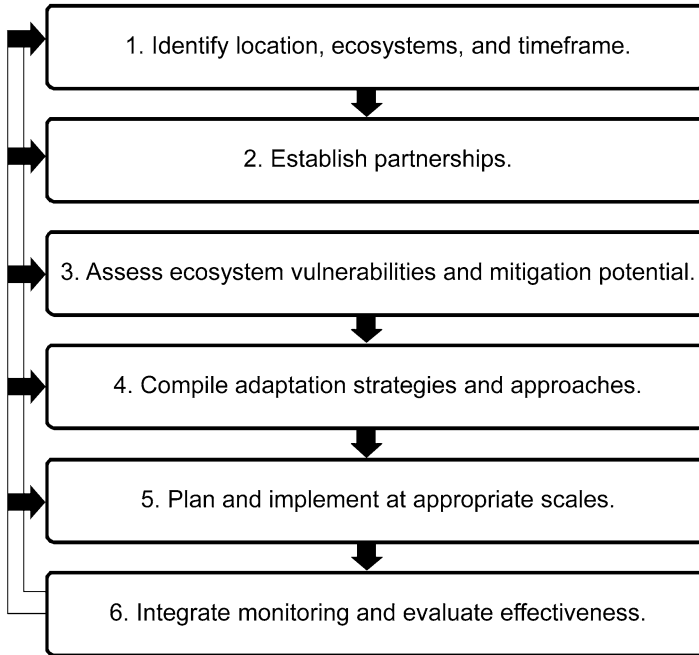 1. Identify location, ecosystems, and timeframe.
2. Establish partnerships.
3. Assess ecosystem vulnerabilities and mitigation potential.
4. Compile adaptation strategies and approaches.
5. Plan and implement at appropriate scales.
6. Integrate monitoring and evaluate effectiveness.